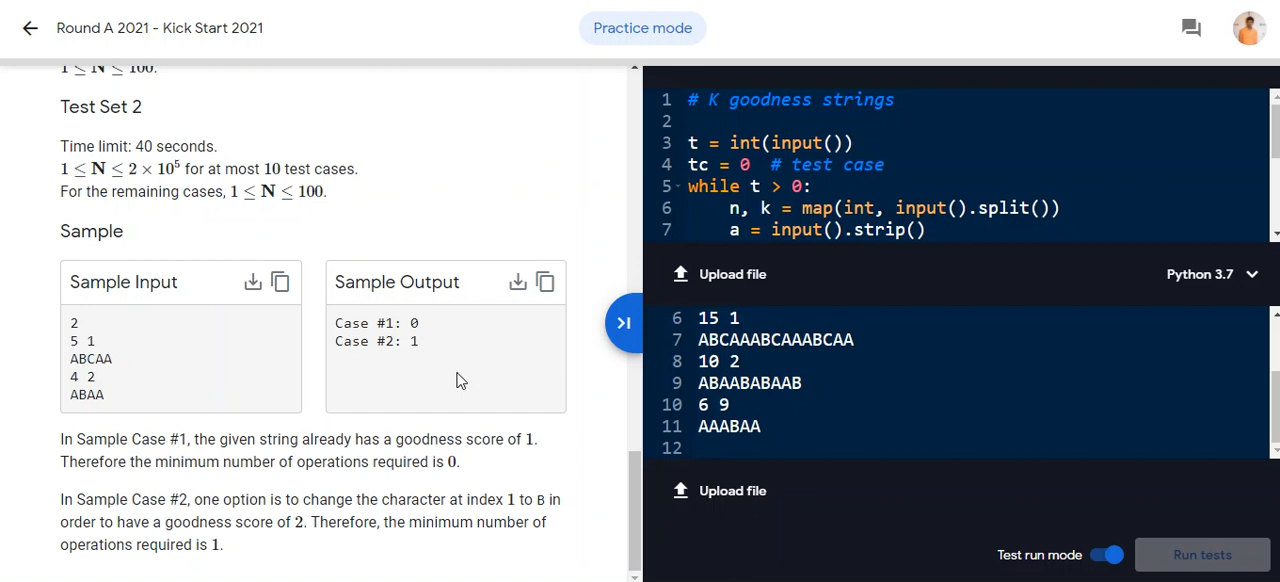 Round A 2021 - Kick Start 2021
Practice mode
1 ≤ N ≤ 100.
Test Set 2
Time limit: 40 seconds.
1 ≤ N ≤ 2 × 10⁵ for at most 10 test cases.
For the remaining cases, 1 ≤ N ≤ 100.
Sample
Sample Input
2
5 1
ABCAA
4 2
ABAA
Sample Output
Case #1: 0
Case #2: 1
In Sample Case #1, the given string already has a goodness score of 1.
Therefore the minimum number of operations required is 0.
In Sample Case #2, one option is to change the character at index 1 to B in
order to have a goodness score of 2. Therefore, the minimum number of
operations required is 1.
1 # K goodness strings
2
3 t = int(input())
4 tc = 0 # test case
5 while t > 0:
6 n, k = map(int, input().split())
7 a = input().strip()
Upload file
Python 3.7
6 15 1
7 ABCAAABCAAABCAA
8 10 2
9 ABAABABAAB
10 6 9
11 AAABAA
12
Upload file
Test run mode
Run tests